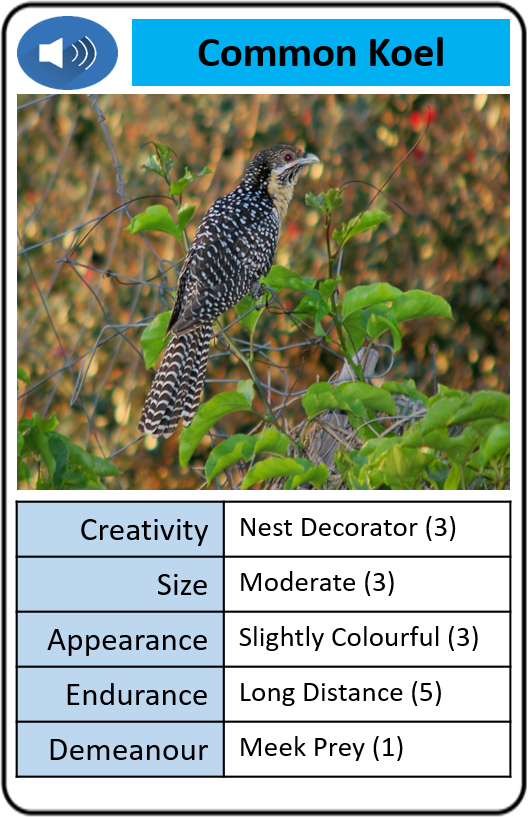 Common Koel
Creativity Nest Decorator (3)
Size Moderate (3)
Appearance Slightly Colourful (3)
Endurance Long Distance (5)
Demeanour Meek Prey (1)